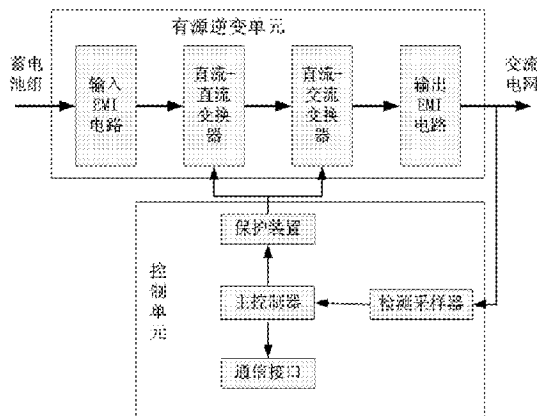 有源逆变单元
蓄电
池组
输入
EMI
电路
直流-
直流
变换
器
直流-
交流
变换
器
输出
EMI
电路
交流
电网
保护装置
控
制
单
元
主控制器
检测采样器
通信接口